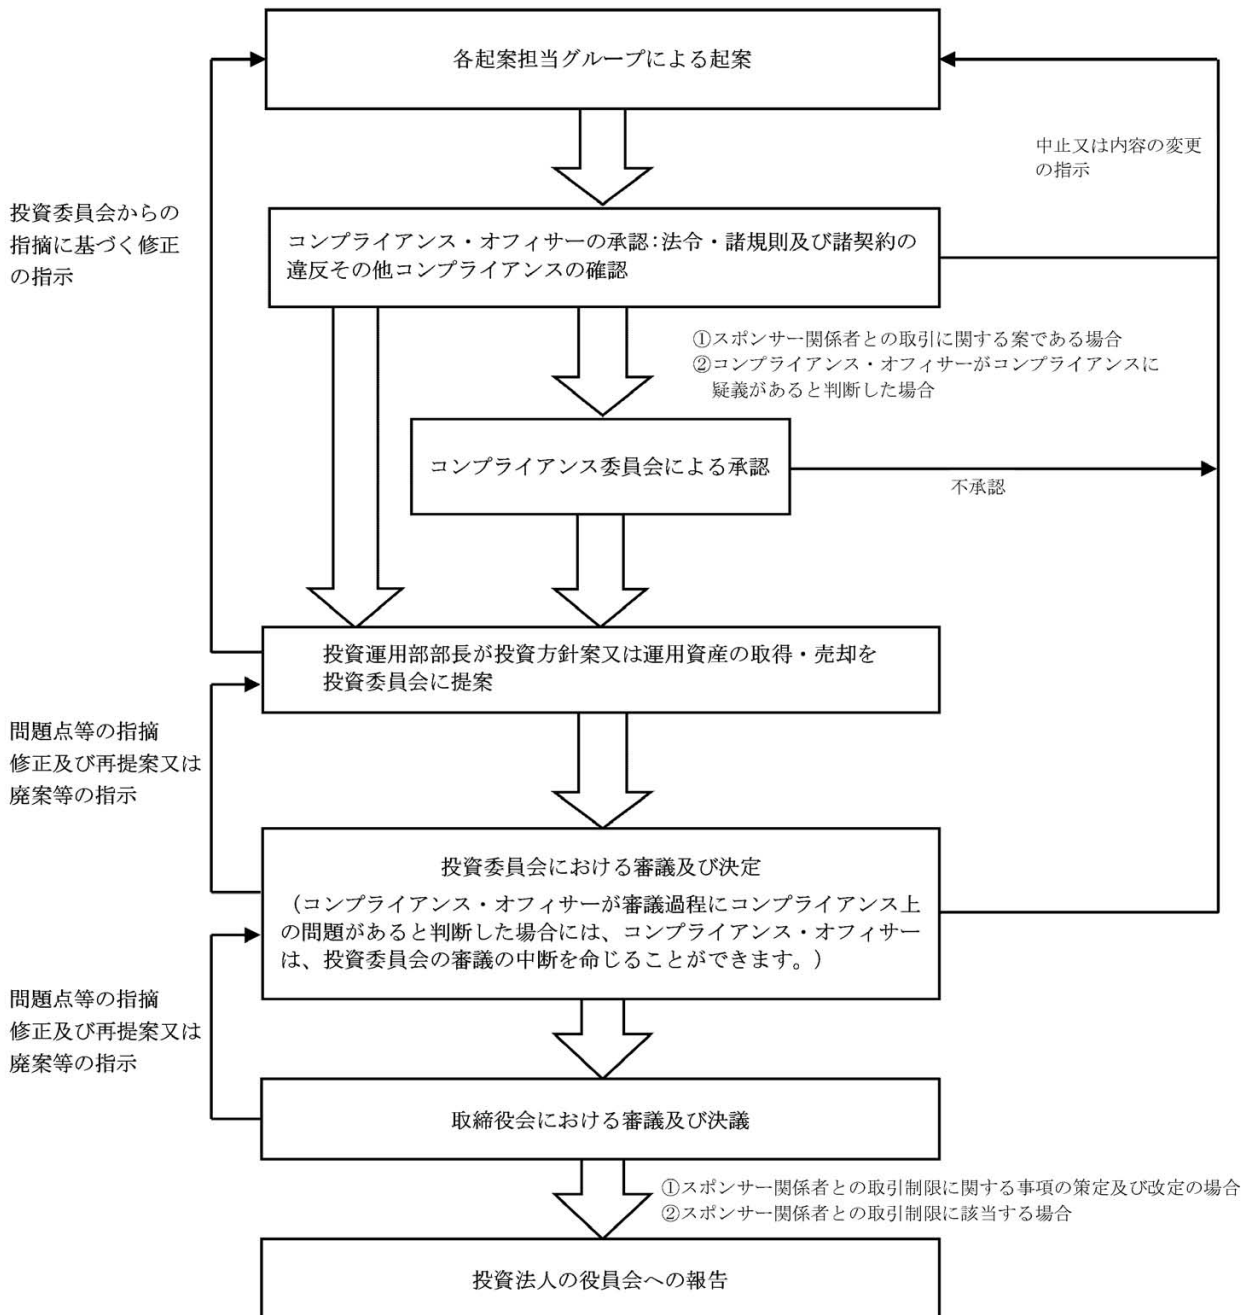 各起案担当グループによる起案
中止又は内容の変更
の指示
投資委員会からの
指摘に基づく修正
の指示
コンプライアンス・オフィサーの承認：法令・諸規則及び諸契約の
違反その他コンプライアンスの確認
①スポンサー関係者との取引に関する案である場合
②コンプライアンス・オフィサーがコンプライアンスに
疑義があると判断した場合
コンプライアンス委員会による承認
不承認
投資運用部部長が投資方針案又は運用資産の取得・売却を
投資委員会に提案
問題点等の指摘
修正及び再提案又は
廃案等の指示
投資委員会における審議及び決定
（コンプライアンス・オフィサーが審議過程にコンプライアンス上
の問題があると判断した場合には、コンプライアンス・オフィサー
は、投資委員会の審議の中断を命じることができます。）
問題点等の指摘
修正及び再提案又は
廃案等の指示
取締役会における審議及び決議
①スポンサー関係者との取引制限に関する事項の策定及び改定の場合
②スポンサー関係者との取引制限に該当する場合
投資法人の役員会への報告